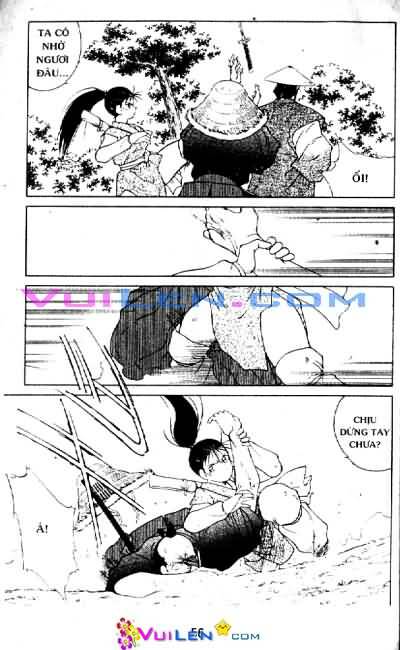 TA CÓ
NHỜ
NGƯƠI
ĐÂU...
ỐI!
VUILEN.COM
CHỊU
DỪNG TAY
CHƯA?
Á!
56
VUILEN.COM